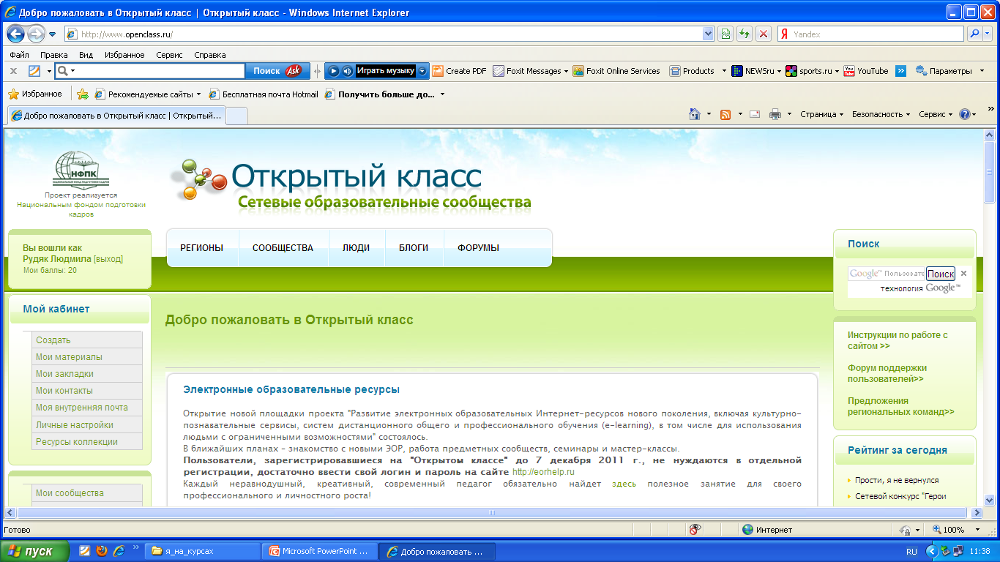 Добро пожаловать в Открытый класс | Открытый класс - Windows Internet Explorer
http://www.openclass.ru/
Yandex
Файл Правка Вид Избранное Сервис Справка
Поиск Ask Играть музыку Create PDF Foxit Messages Foxit Online Services Products NEWSru sports.ru YouTube Параметры
Избранное Рекомендуемые сайты Бесплатная почта Hotmail Получить больше до...
Добро пожаловать в Открытый класс | Открытый... Страница Безопасность Сервис
НФПК
Проект реализуется
Национальным фондом подготовки
кадров
Открытый класс
Сетевые образовательные сообщества
Вы вошли как
Рудяк Людмила [выход]
Мои баллы: 20
РЕГИОНЫ СООБЩЕСТВА ЛЮДИ БЛОГИ ФОРУМЫ
Мой кабинет
Создать
Мои материалы
Мои закладки
Мои контакты
Моя внутренняя почта
Личные настройки
Ресурсы коллекции
Мои сообщества
Добро пожаловать в Открытый класс
Электронные образовательные ресурсы
Открытие новой площадки проекта "Развитие электронных образовательных Интернет-ресурсов нового поколения, включая культурно-
познавательные сервисы, систем дистанционного общего и профессионального обучения (e-learning), в том числе для использования
людьми с ограниченными возможностями" состоялось.
В ближайших планах - знакомство с новыми ЭОР, работа предметных сообществ, семинары и мастер-классы.
Пользователи, зарегистрировавшиеся на "Открытом классе" до 7 декабря 2011 г., не нуждаются в отдельной
регистрации, достаточно ввести свой логин и пароль на сайте http://eorhelp.ru
Каждый неравнодушный, креативный, современный педагог обязательно найдет здесь полезное занятие для своего
профессионального и личностного роста!
Поиск
Google™ Пользовате Поиск
технология Google™
Инструкции по работе с
сайтом >>
Форум поддержки
пользователей>>
Предложения
региональных команд>>
Рейтинг за сегодня
Прости, я не вернулся
Сетевой конкурс "Герои
Готово Интернет 100%
пуск я_на_курсах Microsoft PowerPoint ... Добро пожаловать ... RU 11:38